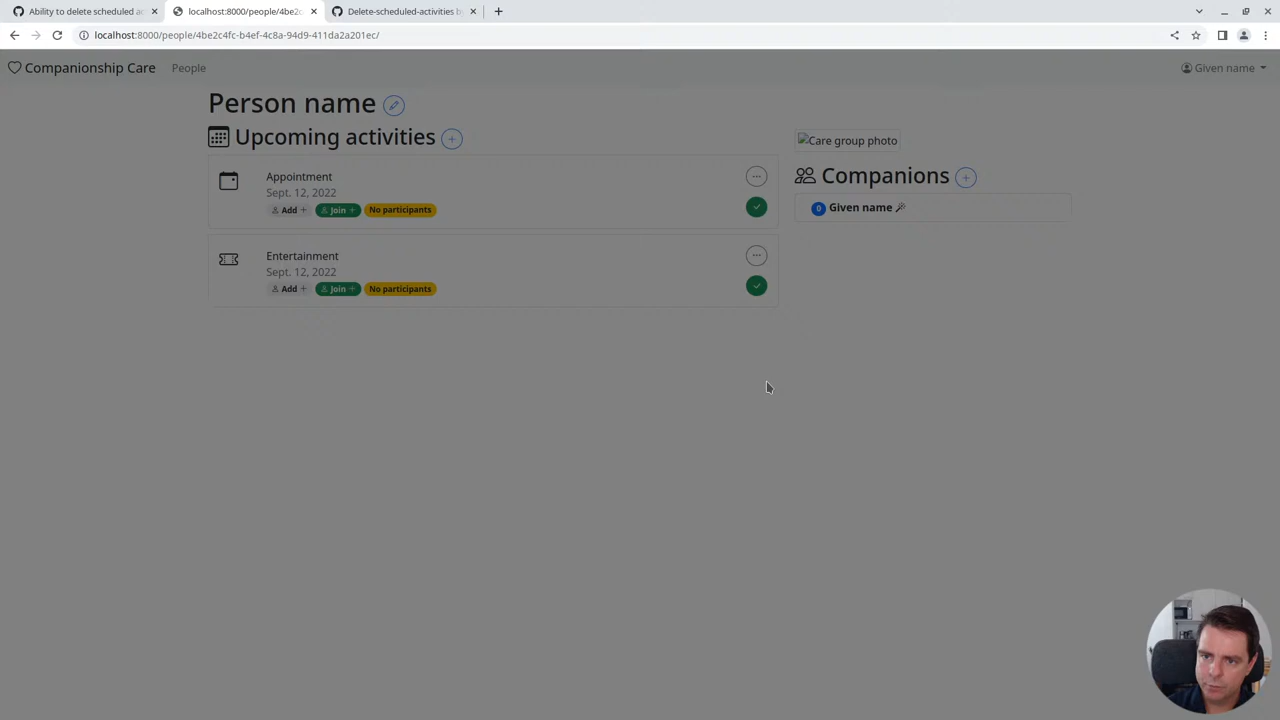 Ability to delete scheduled a
localhost:8000/people/4be2c
Delete-scheduled-activities b
localhost:8000/people/4be2c4fc-b4ef-4c8a-94d9-411da2a201ec/
Companionship Care
People
Given name
Person name
Upcoming activities
Appointment
Sept. 12, 2022
Add
Join
No participants
Entertainment
Sept. 12, 2022
Add
Join
No participants
Care group photo
Companions
0 Given name